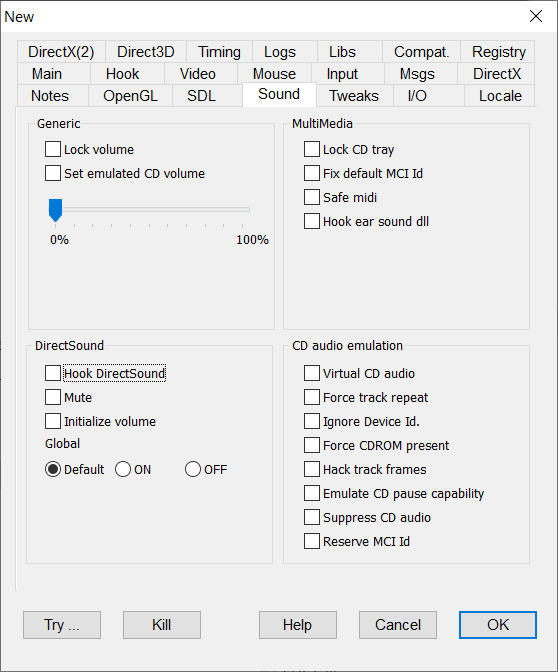 New
DirectX(2) Direct3D Timing Logs Libs Compat. Registry
Main Hook Video Mouse Input Msgs DirectX
Notes OpenGL SDL Sound Tweaks I/O Locale
Generic
Lock volume
Set emulated CD volume
0% 100%
MultiMedia
Lock CD tray
Fix default MCI Id
Safe midi
Hook ear sound dll
DirectSound
Hook DirectSound
Mute
Initialize volume
Global
Default ON OFF
CD audio emulation
Virtual CD audio
Force track repeat
Ignore Device Id.
Force CDROM present
Hack track frames
Emulate CD pause capability
Suppress CD audio
Reserve MCI Id
Try ... Kill Help Cancel OK